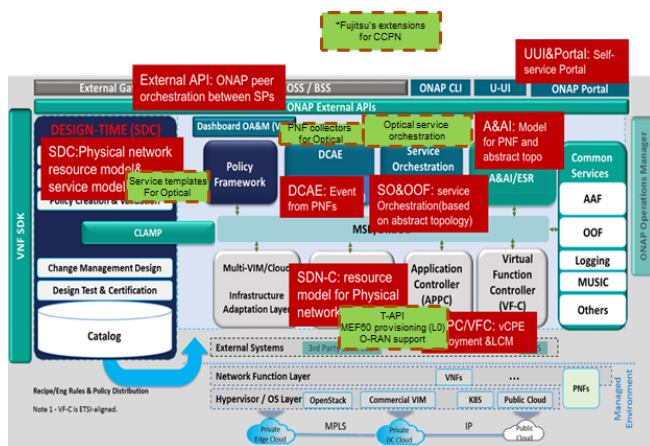 *Fujitsu's extensions
for CCPN
UUI&Portal: Self-
service Portal
External API: ONAP peer
orchestration between SPs
External
OSS / BSS
ONAP CLI
U-UI
ONAP Portal
ONAP External APIs
DESIGN-TIME (SDC)
SDC:Physical network
resource model&
service model
Service templates
For Optical
CLAMP
Change Management Design
Design Test & Certification
Catalog
VNF SDK
Dashboard OA&M
Policy
Framework
PNF collectors
for Optical
DCAE
DCAE: Event
from PNFs
Optical service
orchestration
Service
Orchestration
SO&OOF: service
Orchestration(based
on abstract topology)
A&AI: Model
for PNF and
abstract topo
A&AI/ESR
Common
Services
AAF
OOF
Logging
MUSIC
Others
ONAP Operations Manager
Multi-VIM/Cloud
Infrastructure
Adaptation Layer
SDN-C: resource
model for Physical
network
T-API
MEF60 provisioning (L0)
O-RAN support
Application
Controller
(APPC)
Virtual
Function
Controller
(VF-C)
PC/VFC: vCPE
oyment &LCM
External Systems
3rd Party
Network Function Layer
VNFs
...
PNFs
Hypervisor / OS Layer
OpenStack
Commercial VIM
K8S
Public Cloud
Managed
Environment
Recipe/Eng Rules & Policy Distribution
Note 1 - VF-C is ETSI-aligned.
Private
Edge Cloud
MPLS
Private
DC Cloud
IP
Public
Cloud